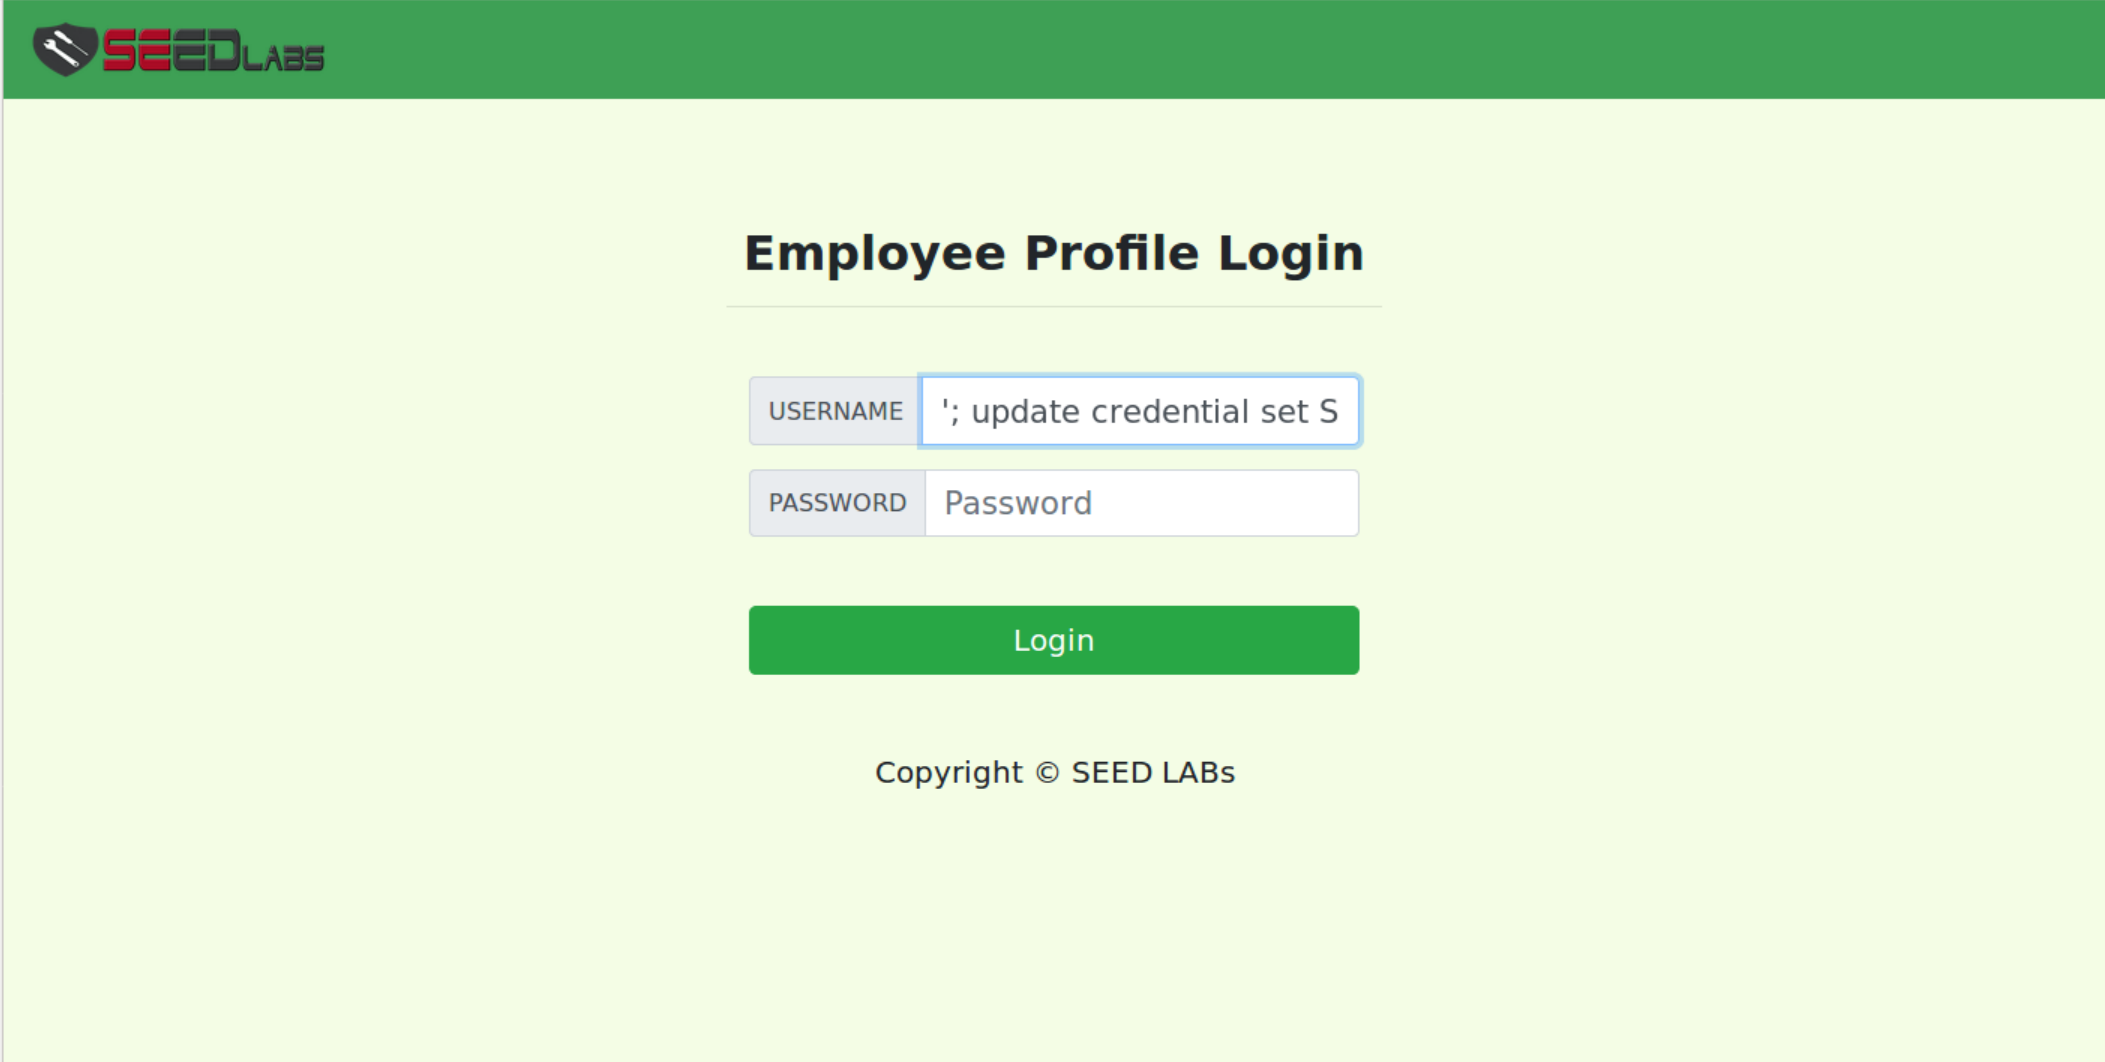 SEEDLABS
Employee Profile Login
USERNAME '; update credential set S
PASSWORD Password
Login
Copyright © SEED LABs